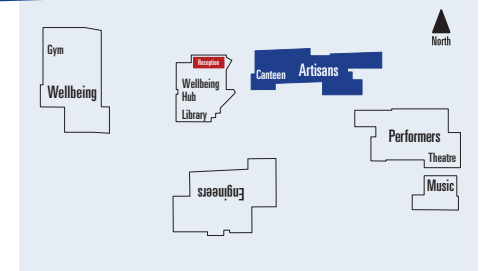 North
Gym
Wellbeing
Reception
Wellbeing
Hub
Library
Canteen
Artisans
Performers
Theatre
Engineers
Music